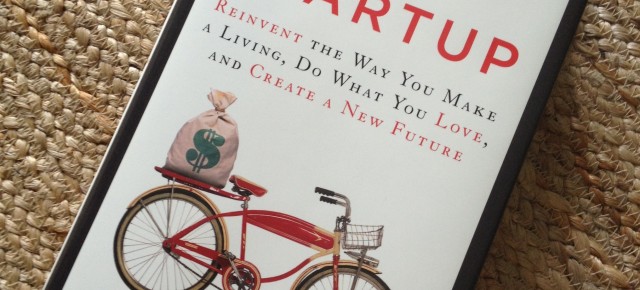 ARTUP
REINVENT THE WAY YOU MAKE
A LIVING, DO WHAT YOU LOVE,
AND CREATE A NEW FUTURE
$